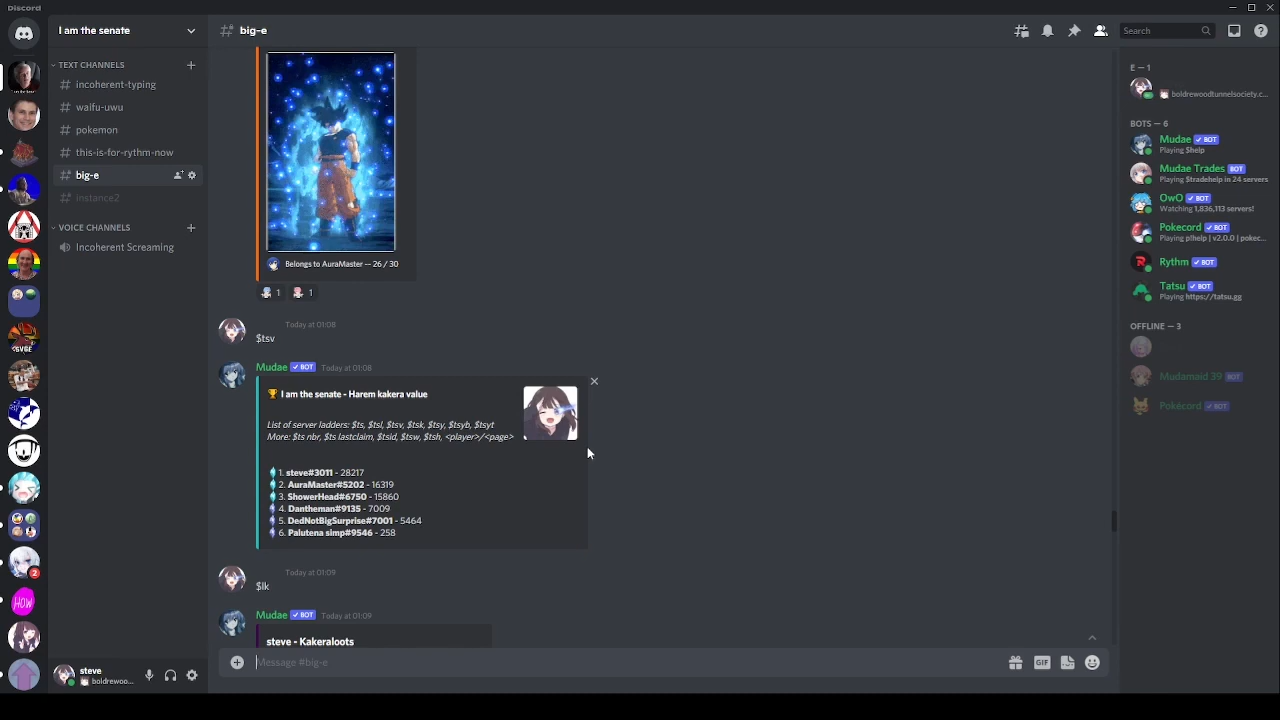 Discord
I am the senate
TEXT CHANNELS
incoherent-typing
waifu-uwu
pokemon
this-is-for-rythm-now
big-e
instance2
VOICE CHANNELS
Incoherent Screaming
2
HOW
steve
boldrewoo...
big-e
Search
Belongs to AuraMaster — 26 / 30
1 1
Today at 01:08
$tsv
Mudae BOT Today at 01:08
I am the senate - Harem kakera value
List of server ladders: $ts, $tsl, $tsv, $tsk, $tsy, $tsyb, $tsyt
More: $ts nbr, $ts lastclaim, $tsid, $tsw, $tsh, <player>/<page>
1. steve#3011 - 28217
2. AuraMaster#5202 - 16319
3. ShowerHead#6750 - 15860
4. Dantheman#9135 - 7009
5. DedNotBigSurprise#7001 - 5464
6. Palutena simp#9546 - 258
Today at 01:09
$lk
Mudae BOT Today at 01:09
steve - Kakeraloots
Message #big-e
GIF
E — 1
boldrewoodtunnelsociety.c...
BOTS — 6
Mudae BOT
Playing $help
Mudae Trades BOT
Playing $tradehelp in 24 servers
OwO BOT
Watching 1,836,113 servers!
Pokecord BOT
Playing p!help | v2.0.0 | pokec...
Rythm BOT
Tatsu BOT
Playing https://tatsu.gg
OFFLINE — 3
Mudamaid 39 BOT
Pokécord BOT